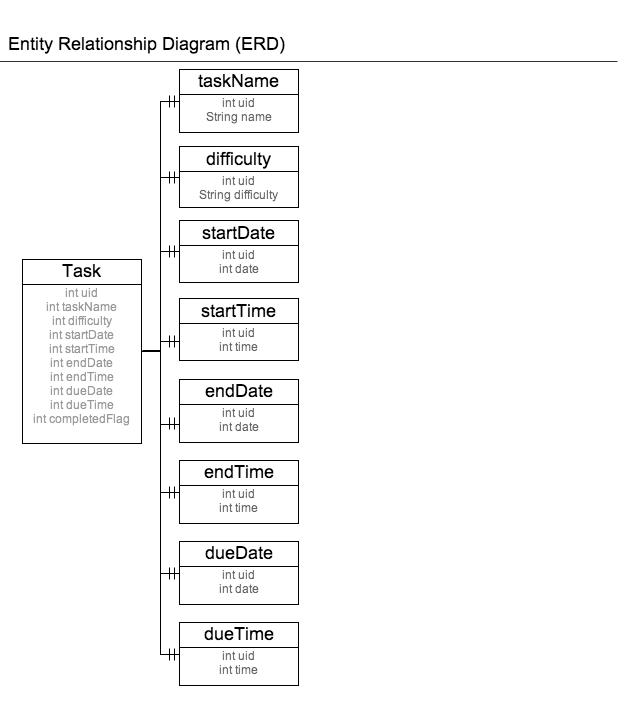 Entity Relationship Diagram (ERD)
taskName
int uid
String name
difficulty
int uid
String difficulty
startDate
int uid
int date
Task
int uid
int taskName
int difficulty
int startDate
int startTime
int endDate
int endTime
int dueDate
int dueTime
int completedFlag
startTime
int uid
int time
endDate
int uid
int date
endTime
int uid
int time
dueDate
int uid
int date
dueTime
int uid
int time